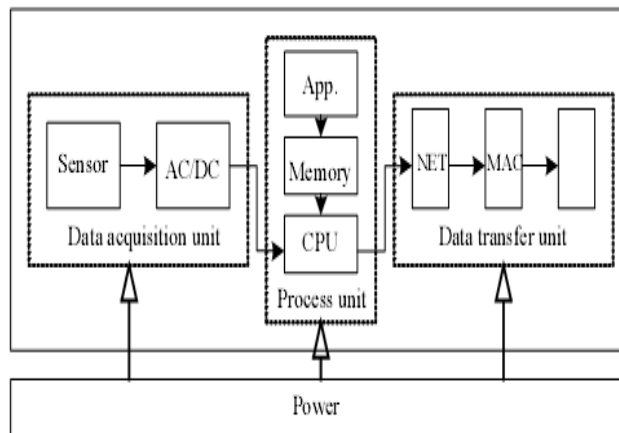 Sensor
AC/DC
Data acquisition unit
App.
Memory
CPU
Process unit
NET
MAC
Data transfer unit
Power